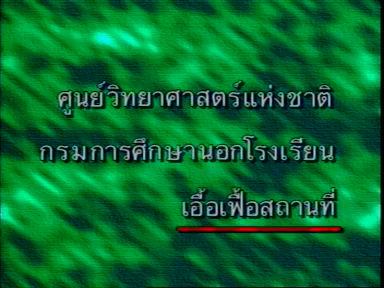 ศูนย์วิทยาศาสตร์แห่งชาติ
กรมการศึกษานอกโรงเรียน
เอื้อเฟื้อสถานที่